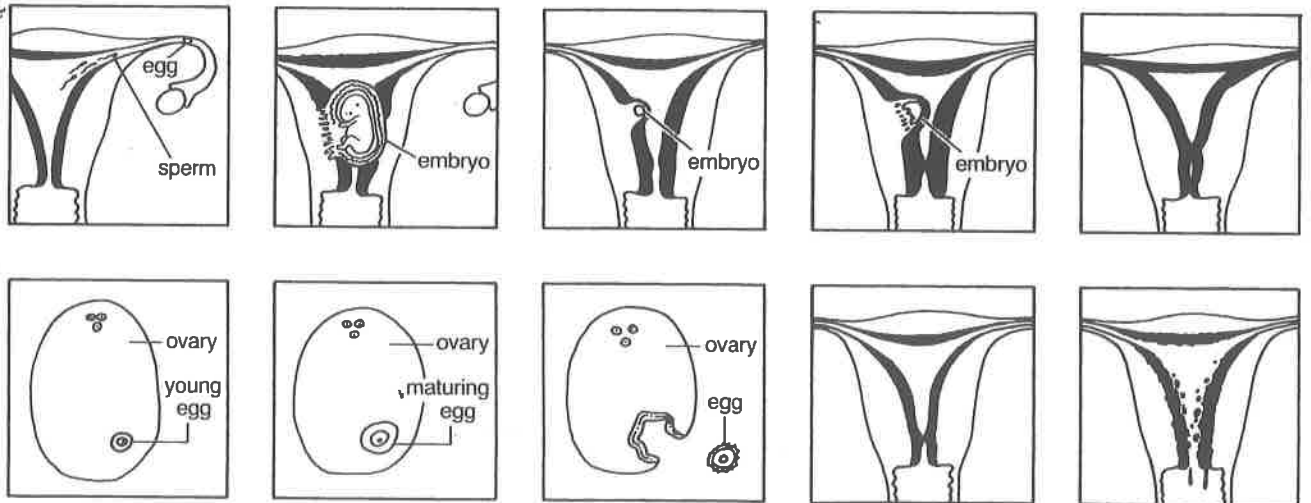 egg
sperm
embryo
embryo
embryo
ovary
young
egg
ovary
maturing
egg
ovary
egg